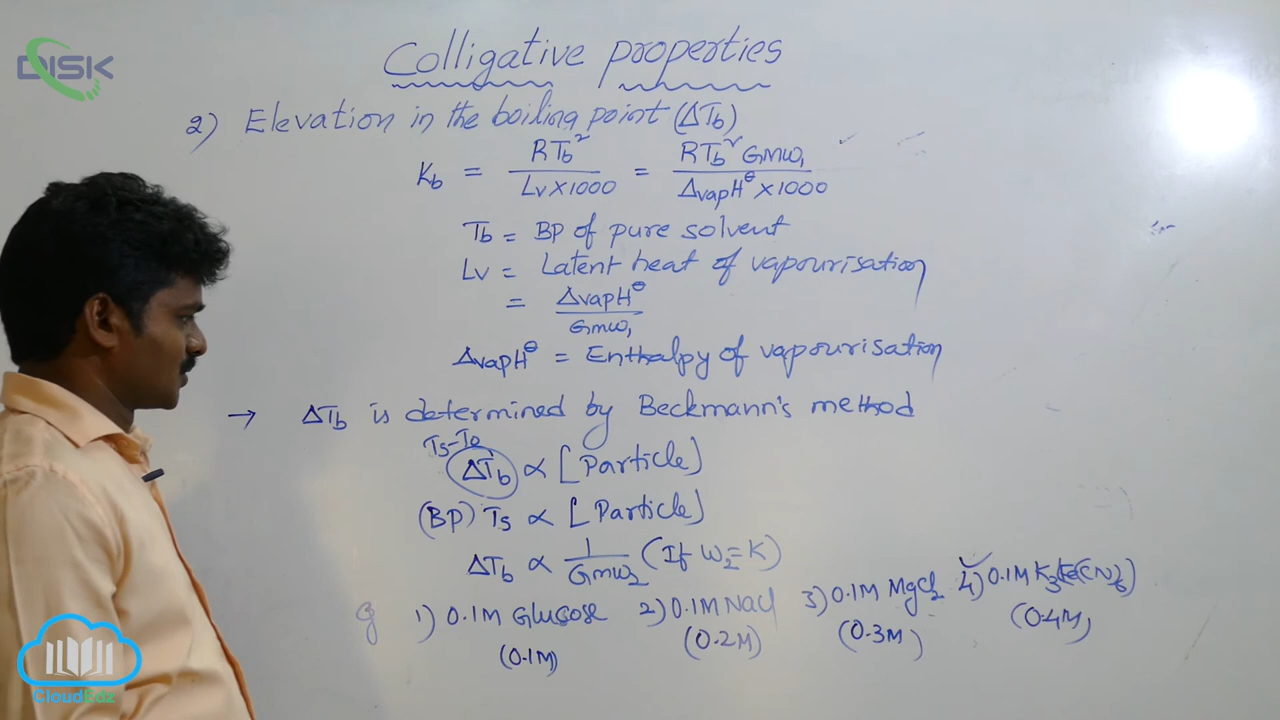 DISK
Colligative properties
2) Elevation in the boiling point (ΔTb)
Kb = RTb² / Lv×1000 = RTb² GMW₁ / ΔvapH⊖ × 1000
Tb = BP of pure solvent
Lv = Latent heat of vapourisation
= ΔvapH⊖ / GMW₁
ΔvapH⊖ = Enthalpy of vapourisation
→ ΔTb is determined by Beckmann's method
Ts-To
ΔTb ∝ [Particle]
(BP) Ts ∝ [Particle]
ΔTb ∝ 1/GMW₂ (If W₂=K)
1) 0.1M Glucose 2) 0.1M NaCl 3) 0.1M MgCl₂ 4) 0.1M K₃[Fe(CN)₆]
(0.1M) (0.2M) (0.3M) (0.4M)
CloudEdz